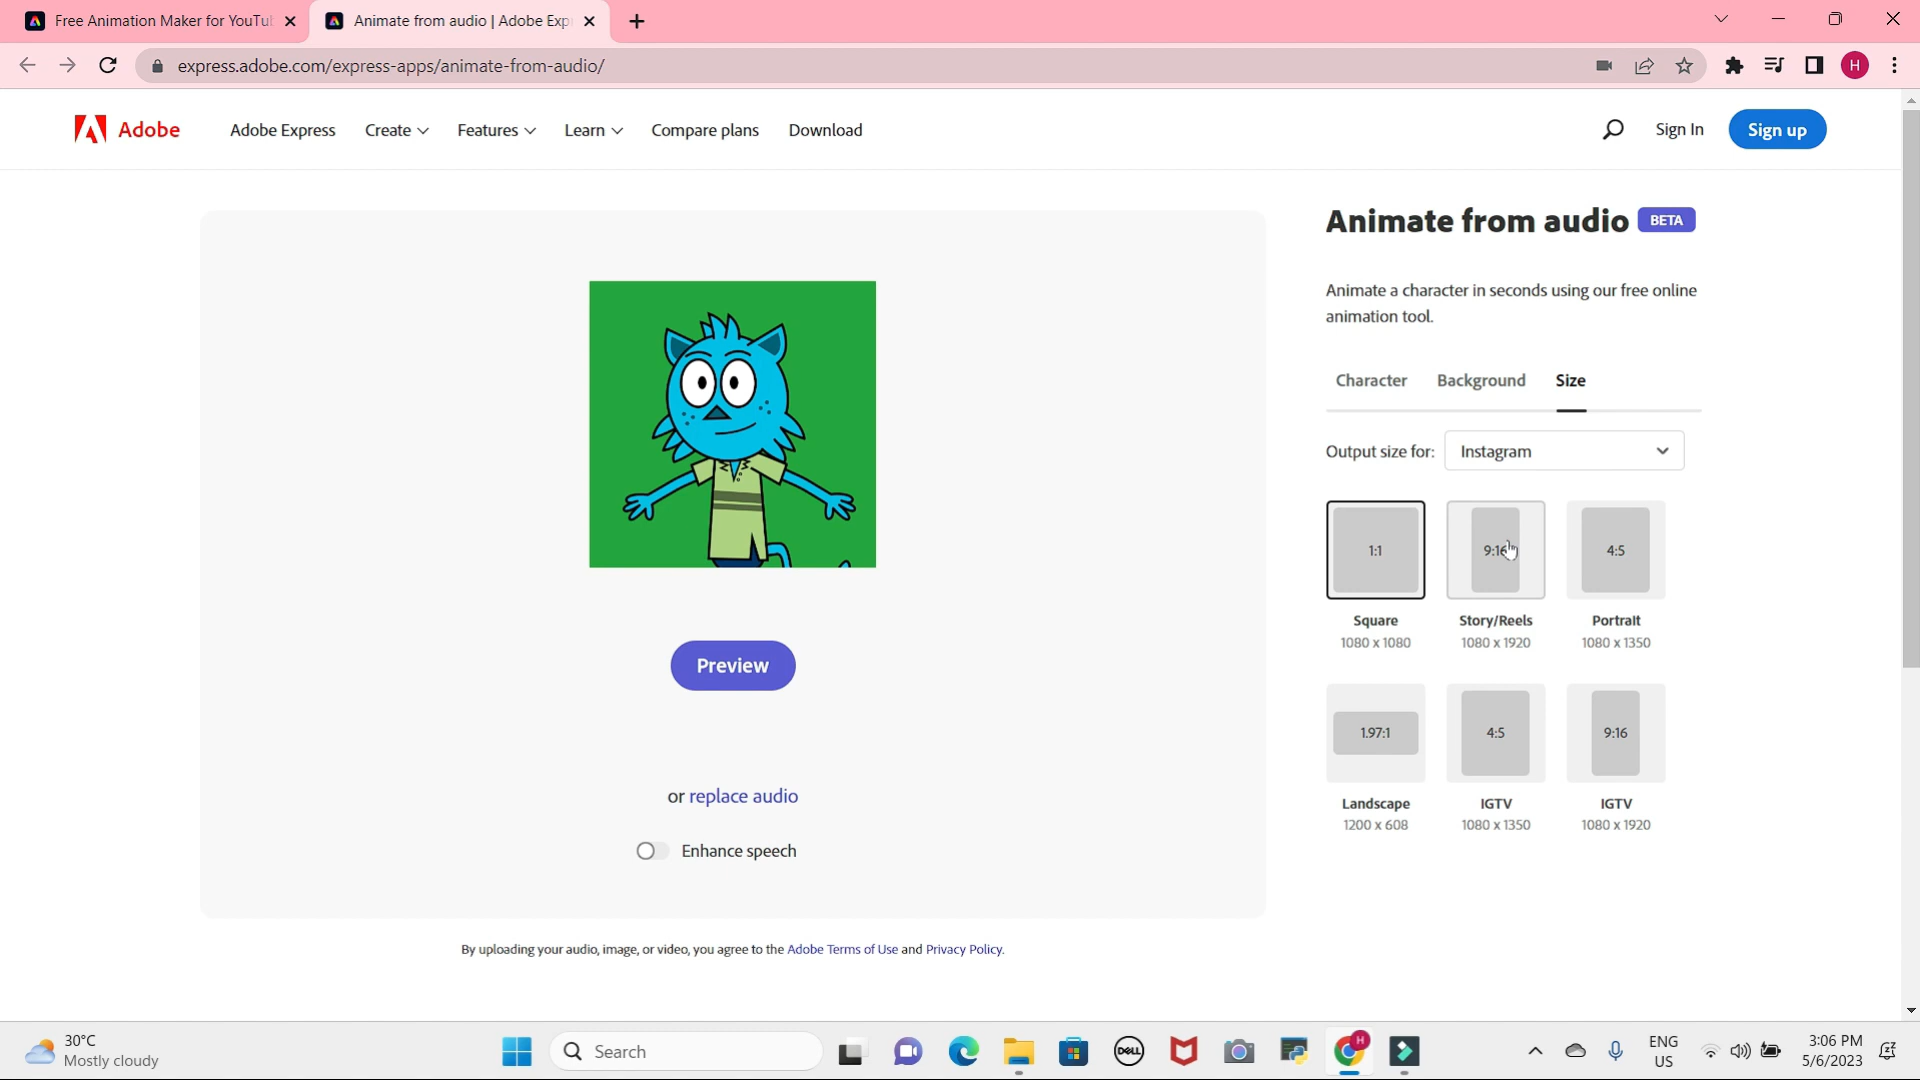 Free Animation Maker for YouTu
Animate from audio | Adobe Exp
express.adobe.com/express-apps/animate-from-audio/
H
Adobe
Adobe Express
Create
Features
Learn
Compare plans
Download
Sign In
Sign up
Animate from audio BETA
Animate a character in seconds using our free online
animation tool.
Character
Background
Size
Output size for:
Instagram
1:1
9:16
4:5
Square
Story/Reels
Portrait
1080 x 1080
1080 x 1920
1080 x 1350
1.97:1
4:5
9:16
Landscape
IGTV
IGTV
1200 x 608
1080 x 1350
1080 x 1920
Preview
or replace audio
Enhance speech
By uploading your audio, image, or video, you agree to the Adobe Terms of Use and Privacy Policy.
30°C
Mostly cloudy
Search
DELL
H
ENG
US
3:06 PM
5/6/2023